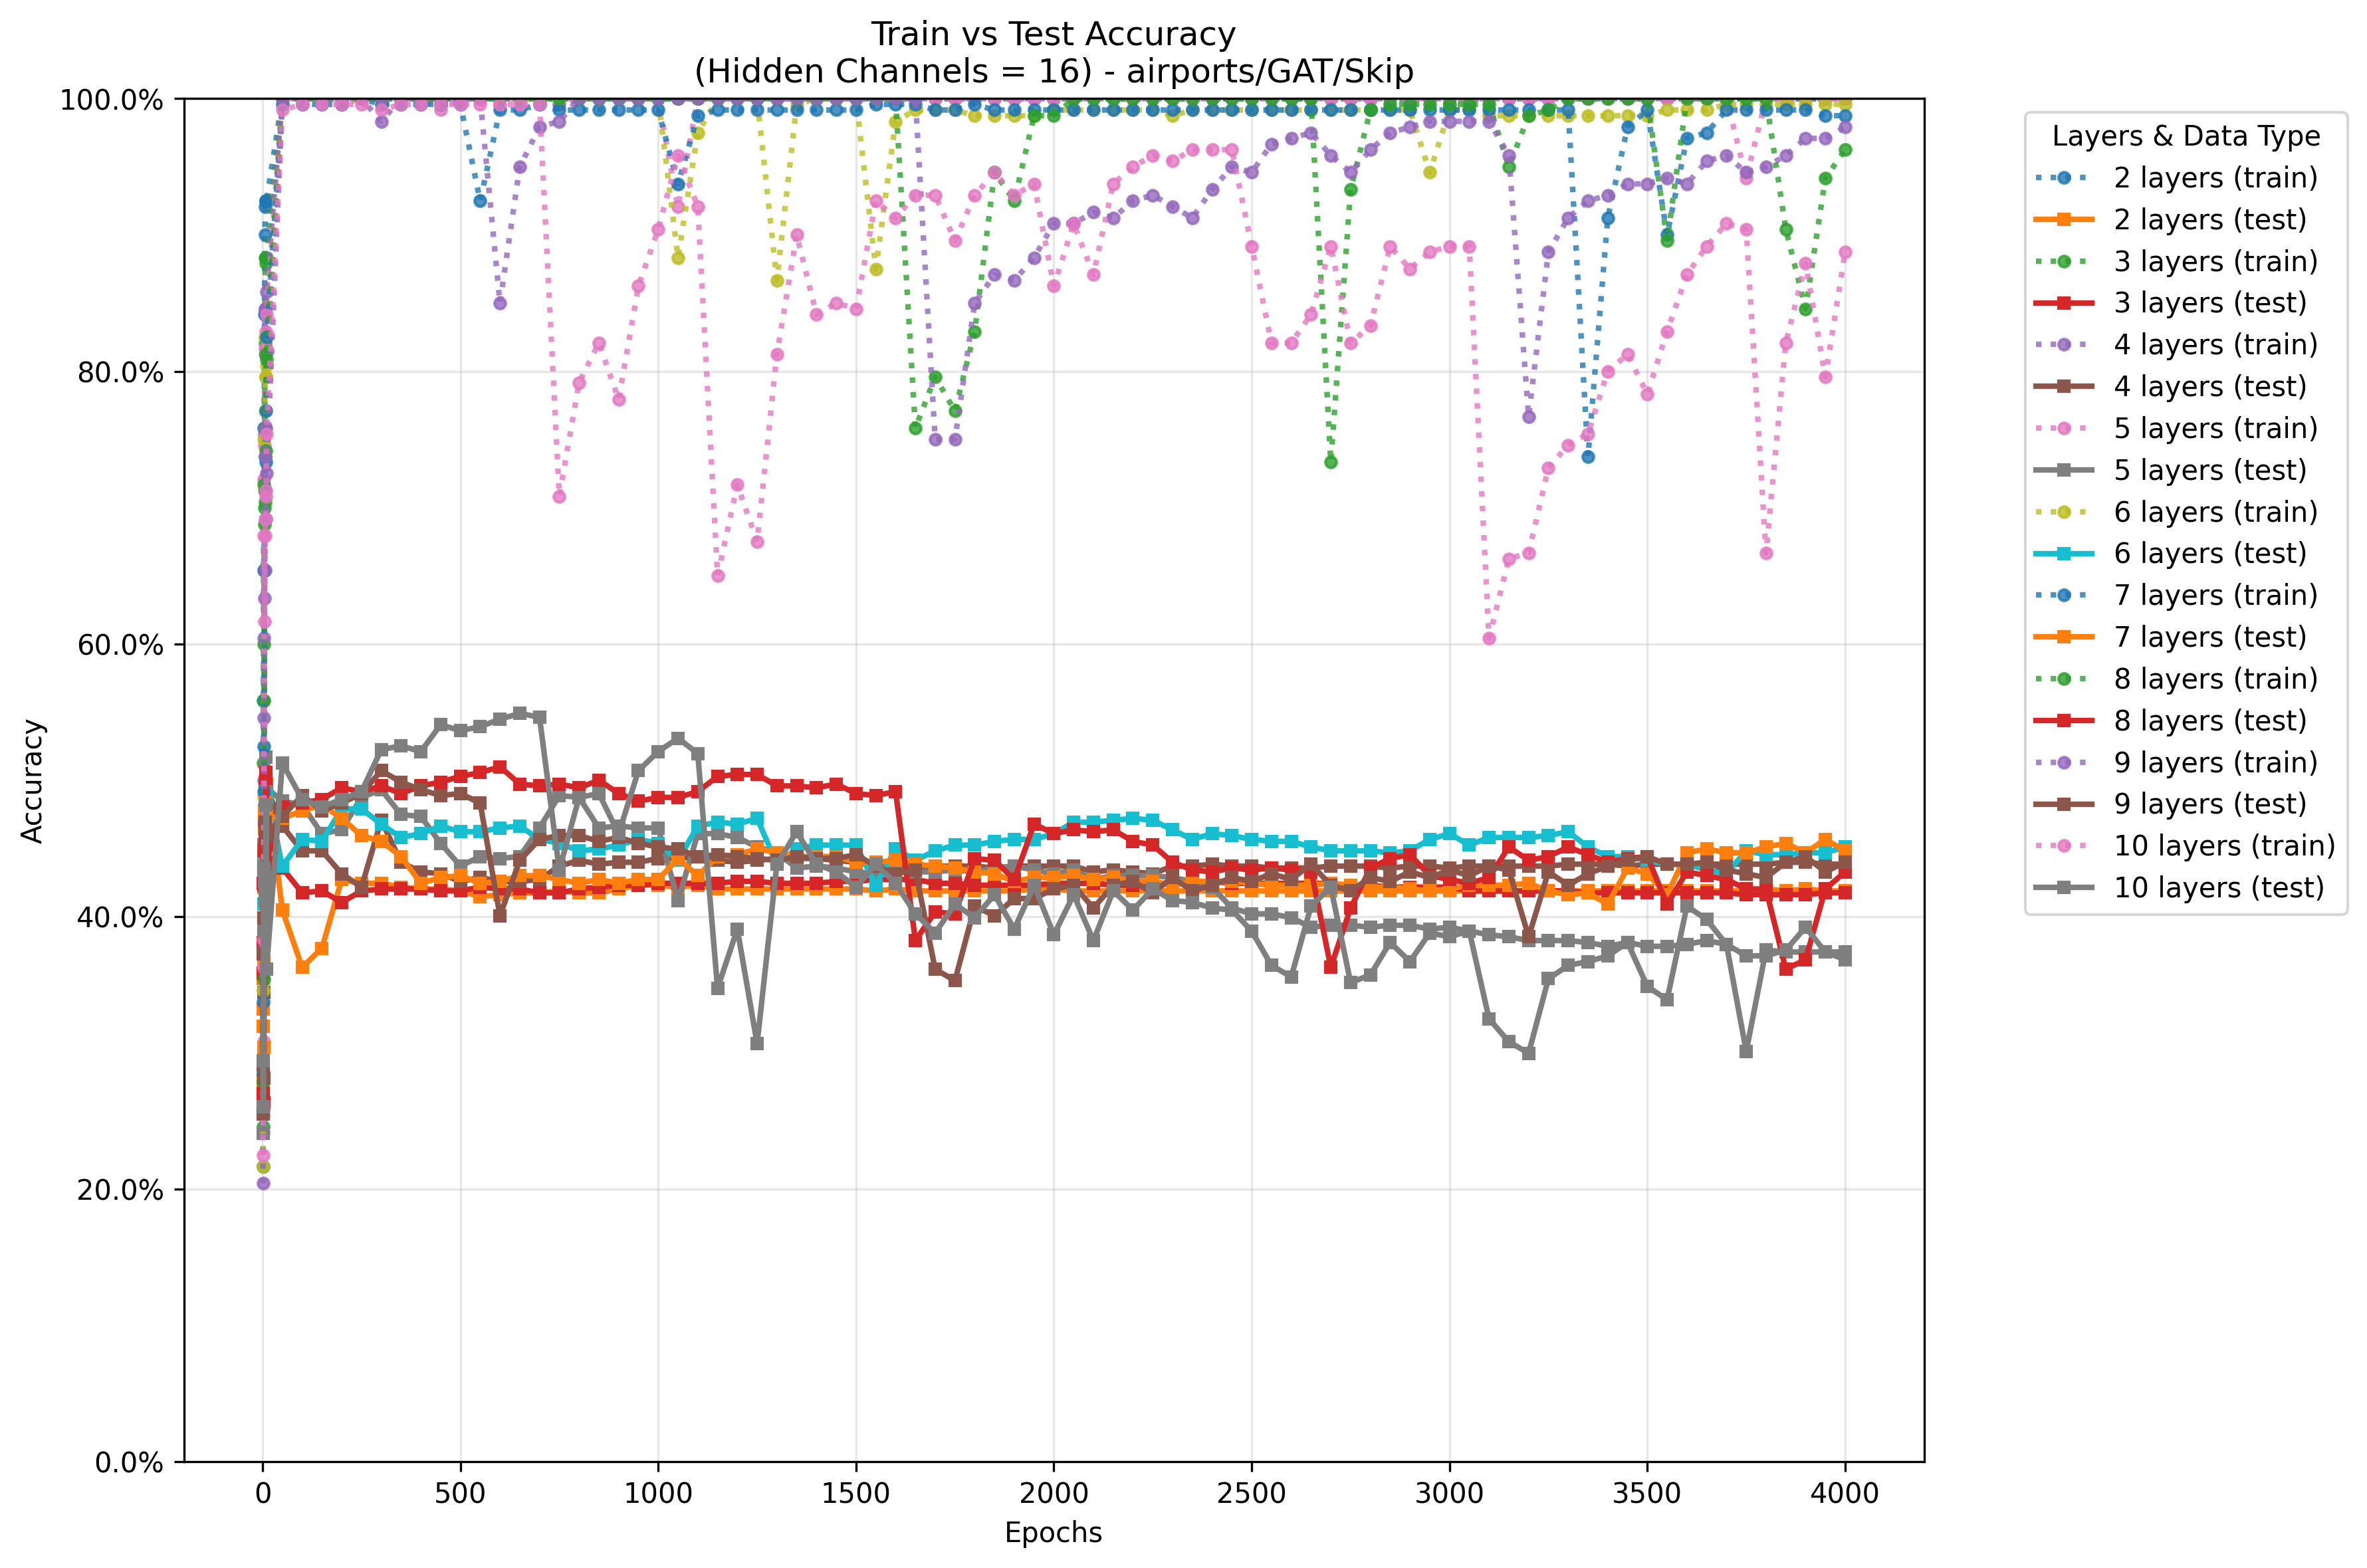 Train vs Test Accuracy
(Hidden Channels = 16) - airports/GAT/Skip
Accuracy
100.0%
80.0%
60.0%
40.0%
20.0%
0.0%
0 500 1000 1500 2000 2500 3000 3500 4000
Epochs
Layers & Data Type
2 layers (train)
2 layers (test)
3 layers (train)
3 layers (test)
4 layers (train)
4 layers (test)
5 layers (train)
5 layers (test)
6 layers (train)
6 layers (test)
7 layers (train)
7 layers (test)
8 layers (train)
8 layers (test)
9 layers (train)
9 layers (test)
10 layers (train)
10 layers (test)